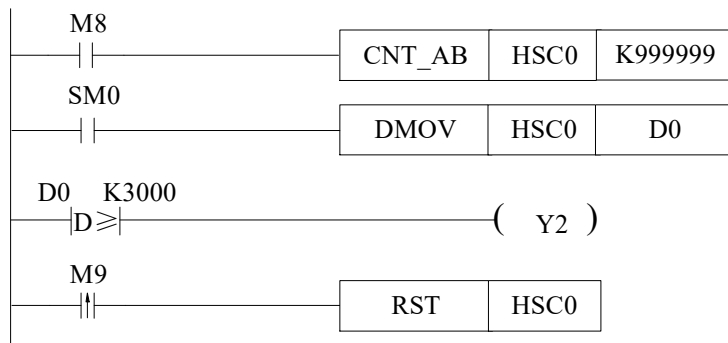 M8
CNT_AB HSC0 K999999
SM0
DMOV HSC0 D0
D0 K3000
D≥ ( Y2 )
M9
RST HSC0